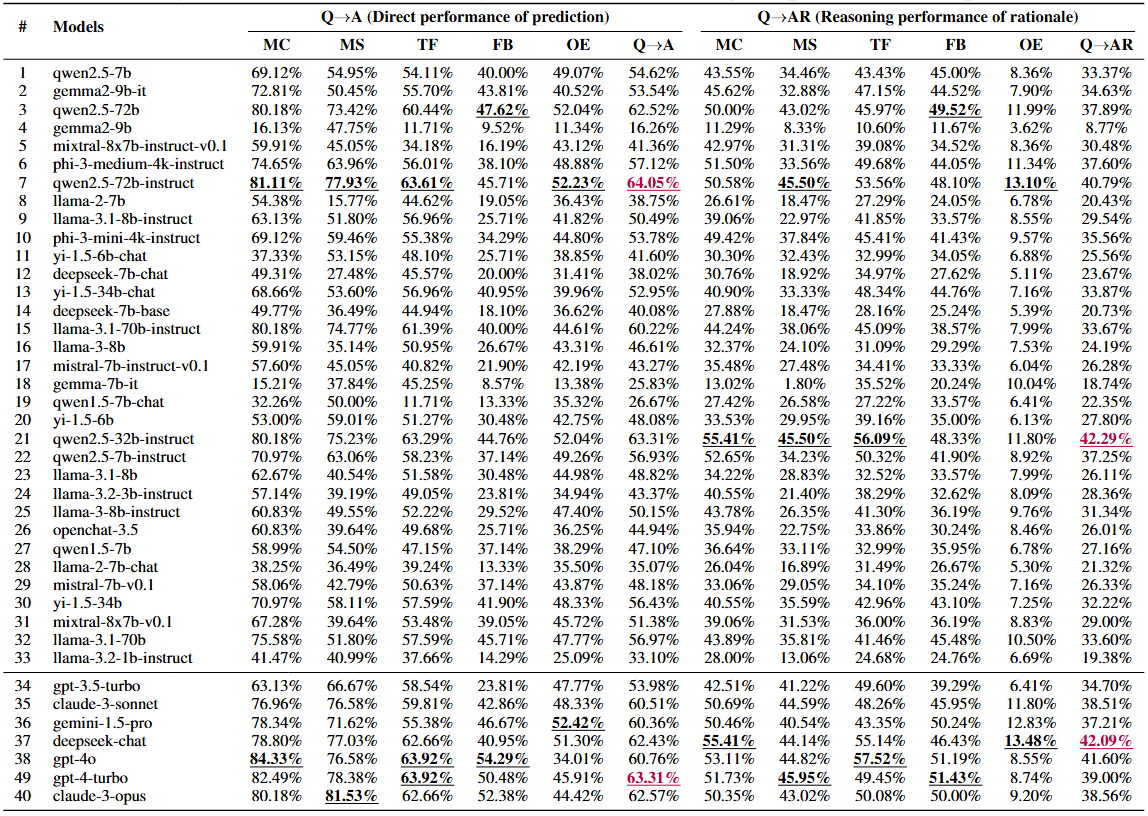 # Models Q→A (Direct performance of prediction) Q→AR (Reasoning performance of rationale)
MC MS TF FB OE Q→A MC MS TF FB OE Q→AR
1 qwen2.5-7b 69.12% 54.95% 54.11% 40.00% 49.07% 54.62% 43.55% 34.46% 43.43% 45.00% 8.36% 33.37%
2 gemma2-9b-it 72.81% 50.45% 55.70% 43.81% 40.52% 53.54% 45.62% 32.88% 47.15% 44.52% 7.90% 34.63%
3 qwen2.5-72b 80.18% 73.42% 60.44% 47.62% 52.04% 62.52% 50.00% 43.02% 45.97% 49.52% 11.99% 37.89%
4 gemma2-9b 16.13% 47.75% 11.71% 9.52% 11.34% 16.26% 11.29% 8.33% 10.60% 11.67% 3.62% 8.77%
5 mixtral-8x7b-instruct-v0.1 59.91% 45.05% 34.18% 16.19% 43.12% 41.36% 42.97% 31.31% 39.08% 34.52% 8.36% 30.48%
6 phi-3-medium-4k-instruct 74.65% 63.96% 56.01% 38.10% 48.88% 57.12% 51.50% 33.56% 49.68% 44.05% 11.34% 37.60%
7 qwen2.5-72b-instruct 81.11% 77.93% 63.61% 45.71% 52.23% 64.05% 50.58% 45.50% 53.56% 48.10% 13.10% 40.79%
8 llama-2-7b 54.38% 15.77% 44.62% 19.05% 36.43% 38.75% 26.61% 18.47% 27.29% 24.05% 6.78% 20.43%
9 llama-3.1-8b-instruct 63.13% 51.80% 56.96% 25.71% 41.82% 50.49% 39.06% 22.97% 41.85% 33.57% 8.55% 29.54%
10 phi-3-mini-4k-instruct 69.12% 59.46% 55.38% 34.29% 44.80% 53.78% 49.42% 37.84% 45.41% 41.43% 9.57% 35.56%
11 yi-1.5-6b-chat 37.33% 53.15% 48.10% 25.71% 38.85% 41.60% 30.30% 32.43% 32.99% 34.05% 6.88% 25.56%
12 deepseek-7b-chat 49.31% 27.48% 45.57% 20.00% 31.41% 38.02% 30.76% 18.92% 34.97% 27.62% 5.11% 23.67%
13 yi-1.5-34b-chat 68.66% 53.60% 56.96% 40.95% 39.96% 52.95% 40.90% 33.33% 48.34% 44.76% 7.16% 33.87%
14 deepseek-7b-base 49.77% 36.49% 44.94% 18.10% 36.62% 40.08% 27.88% 18.47% 28.16% 25.24% 5.39% 20.73%
15 llama-3.1-70b-instruct 80.18% 74.77% 61.39% 40.00% 44.61% 60.22% 44.24% 38.06% 45.09% 38.57% 7.99% 33.67%
16 llama-3-8b 59.91% 35.14% 50.95% 26.67% 43.31% 46.61% 32.37% 24.10% 31.09% 29.29% 7.53% 24.19%
17 mistral-7b-instruct-v0.1 57.60% 45.05% 40.82% 21.90% 42.19% 43.27% 35.48% 27.48% 34.41% 33.33% 6.04% 26.28%
18 gemma-7b-it 15.21% 37.84% 45.25% 8.57% 13.38% 25.83% 13.02% 1.80% 35.52% 20.24% 10.04% 18.74%
19 qwen1.5-7b-chat 32.26% 50.00% 11.71% 13.33% 35.32% 26.67% 27.42% 26.58% 27.22% 33.57% 6.41% 22.35%
20 yi-1.5-6b 53.00% 59.01% 51.27% 30.48% 42.75% 48.08% 33.53% 29.95% 39.16% 35.00% 6.13% 27.80%
21 qwen2.5-32b-instruct 80.18% 75.23% 63.29% 44.76% 52.04% 63.31% 55.41% 45.50% 56.09% 48.33% 11.80% 42.29%
22 qwen2.5-7b-instruct 70.97% 63.06% 58.23% 37.14% 49.26% 56.93% 52.65% 34.23% 50.32% 41.90% 8.92% 37.25%
23 llama-3.1-8b 62.67% 40.54% 51.58% 30.48% 44.98% 48.82% 34.22% 28.83% 32.52% 33.57% 7.99% 26.11%
24 llama-3.2-3b-instruct 57.14% 39.19% 49.05% 23.81% 34.94% 43.37% 40.55% 21.40% 38.29% 32.62% 8.09% 28.36%
25 llama-3-8b-instruct 60.83% 49.55% 52.22% 29.52% 47.40% 50.15% 43.78% 26.35% 41.30% 36.19% 9.76% 31.34%
26 openchat-3.5 60.83% 39.64% 49.68% 25.71% 36.25% 44.94% 35.94% 22.75% 33.86% 30.24% 8.46% 26.01%
27 qwen1.5-7b 58.99% 54.50% 47.15% 37.14% 38.29% 47.10% 36.64% 33.11% 32.99% 35.95% 6.78% 27.16%
28 llama-2-7b-chat 38.25% 36.49% 39.24% 13.33% 35.50% 35.07% 26.04% 16.89% 31.49% 26.67% 5.30% 21.32%
29 mistral-7b-v0.1 58.06% 42.79% 50.63% 37.14% 43.87% 48.18% 33.06% 29.05% 34.10% 35.24% 7.16% 26.33%
30 yi-1.5-34b 70.97% 58.11% 57.59% 41.90% 48.33% 56.43% 40.55% 35.59% 42.96% 43.10% 7.25% 32.22%
31 mixtral-8x7b-v0.1 67.28% 39.64% 53.48% 39.05% 45.72% 51.38% 39.06% 31.53% 36.00% 36.19% 8.83% 29.00%
32 llama-3.1-70b 75.58% 51.80% 57.59% 45.71% 47.77% 56.97% 43.89% 35.81% 41.46% 45.48% 10.50% 33.60%
33 llama-3.2-1b-instruct 41.47% 40.99% 37.66% 14.29% 25.09% 33.10% 28.00% 13.06% 24.68% 24.76% 6.69% 19.38%
34 gpt-3.5-turbo 63.13% 66.67% 58.54% 23.81% 47.77% 53.98% 42.51% 41.22% 49.60% 39.29% 6.41% 34.70%
35 claude-3-sonnet 76.96% 76.58% 59.81% 42.86% 48.33% 60.51% 50.69% 44.59% 48.26% 45.95% 11.80% 38.51%
36 gemini-1.5-pro 78.34% 71.62% 55.38% 46.67% 52.42% 60.36% 50.46% 40.54% 43.35% 50.24% 12.83% 37.21%
37 deepseek-chat 78.80% 77.03% 62.66% 40.95% 51.30% 62.43% 55.41% 44.14% 55.14% 46.43% 13.48% 42.09%
38 gpt-4o 84.33% 76.58% 63.92% 54.29% 34.01% 60.76% 53.11% 44.82% 57.52% 51.19% 8.55% 41.60%
49 gpt-4-turbo 82.49% 78.38% 63.92% 50.48% 45.91% 63.31% 51.73% 45.95% 49.45% 51.43% 8.74% 39.00%
40 claude-3-opus 80.18% 81.53% 62.66% 52.38% 44.42% 62.57% 50.35% 43.02% 50.08% 50.00% 9.20% 38.56%